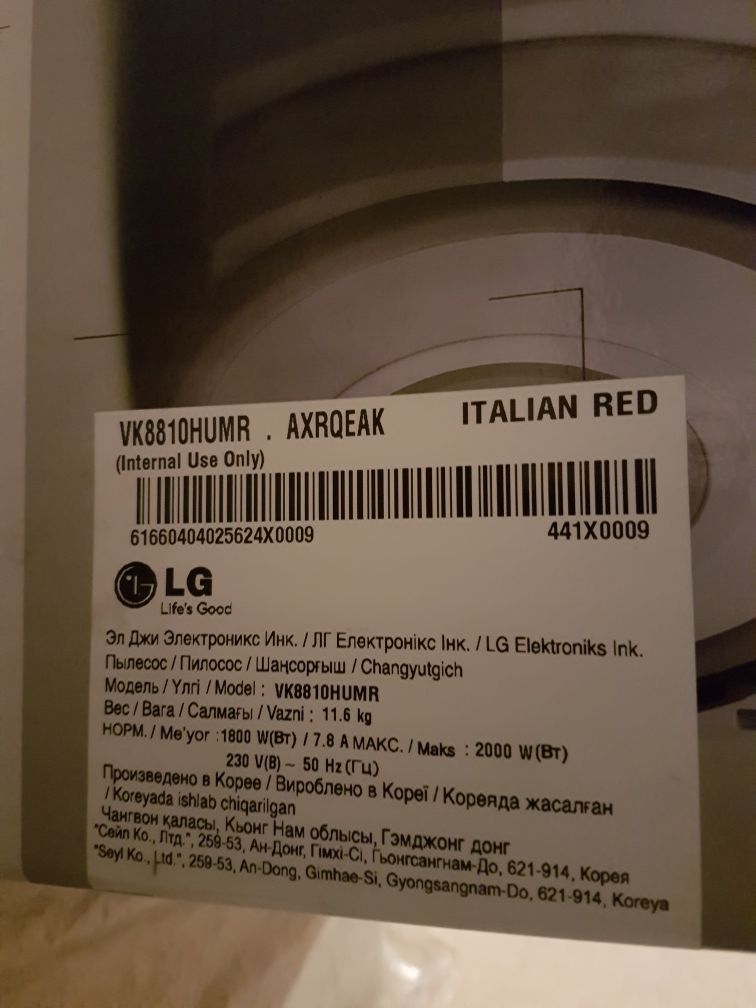 VK8810HUMR . AXRQEAK ITALIAN RED
(Internal Use Only)
61660404025624X0009 441X0009
LG
Life's Good
Эл Джи Электроникс Инк. / ЛГ Електронікс Інк. / LG Elektroniks Ink.
Пылесос / Пилосос / Шаңсорғыш / Changyutgich
Модель / Үлгі / Model : VK8810HUMR
Вес / Вага / Салмағы / Vazni : 11.6 kg
НОРМ. / Me'yor :1800 W(Вт) / 7.8 A МАКС. / Maks : 2000 W(Вт)
230 V(В) ~ 50 Hz(Гц)
Произведено в Корее / Вироблено в Кореї / Кореяда жасалған
/ Koreyada ishlab chiqarilgan
Чангвон қаласы, Кьонг Нам облысы, Гэмджонг донг
"Сейл Ко., Лтд.", 259-53, Ан-Донг, Гімхі-Сі, Гьонгсангнам-До, 621-914, Корея
"Seyl Ko., Ltd.", 259-53, An-Dong, Gimhae-Si, Gyongsangnam-Do, 621-914, Koreya